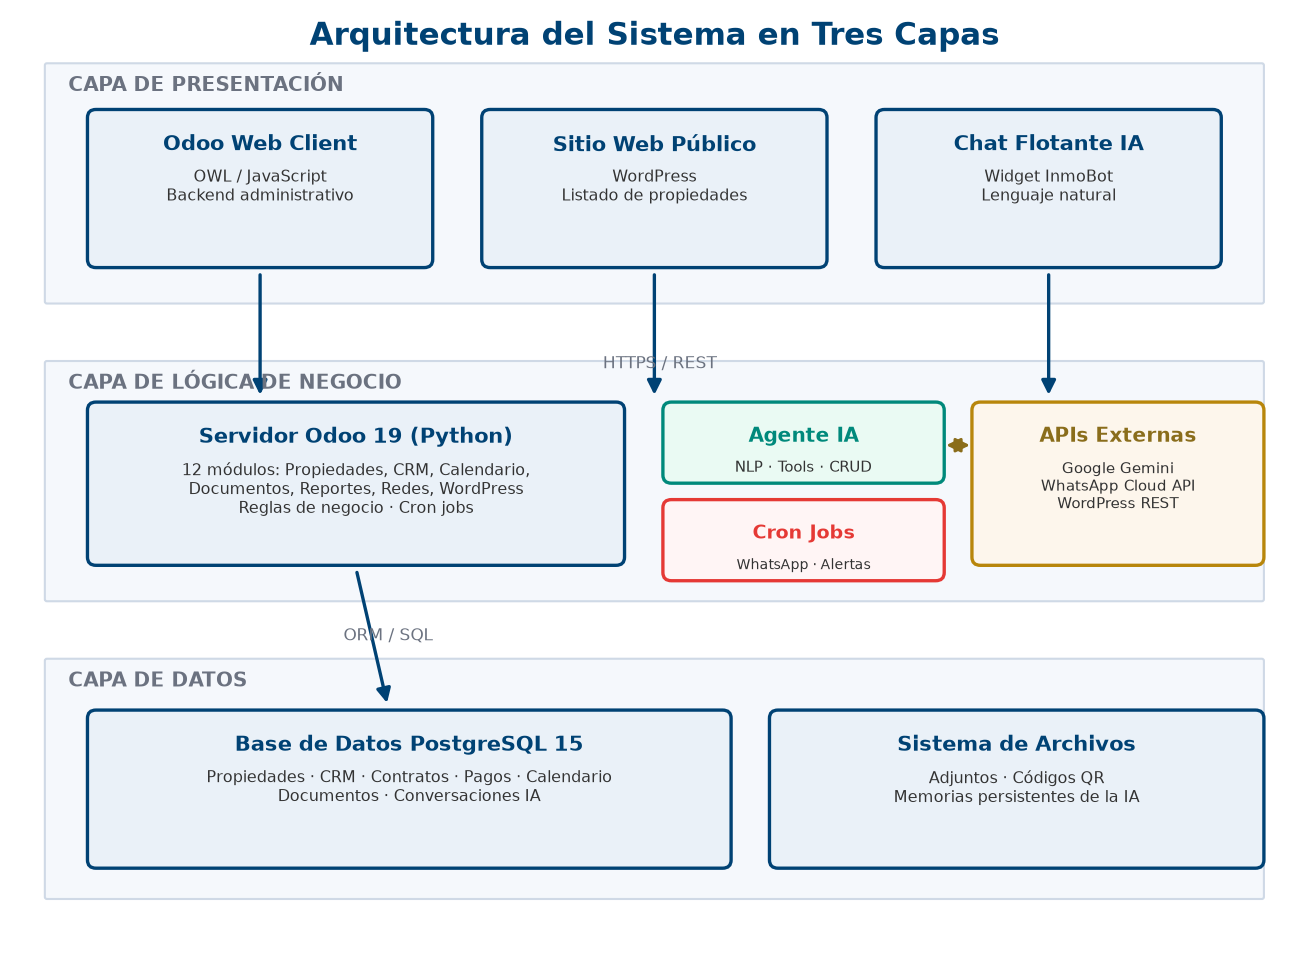 Arquitectura del Sistema en Tres Capas
CAPA DE PRESENTACIÓN
Odoo Web Client
OWL / JavaScript
Backend administrativo
Sitio Web Público
WordPress
Listado de propiedades
Chat Flotante IA
Widget InmoBot
Lenguaje natural
HTTPS / REST
CAPA DE LÓGICA DE NEGOCIO
Servidor Odoo 19 (Python)
12 módulos: Propiedades, CRM, Calendario,
Documentos, Reportes, Redes, WordPress
Reglas de negocio · Cron jobs
Agente IA
NLP · Tools · CRUD
Cron Jobs
WhatsApp · Alertas
APIs Externas
Google Gemini
WhatsApp Cloud API
WordPress REST
ORM / SQL
CAPA DE DATOS
Base de Datos PostgreSQL 15
Propiedades · CRM · Contratos · Pagos · Calendario
Documentos · Conversaciones IA
Sistema de Archivos
Adjuntos · Códigos QR
Memorias persistentes de la IA